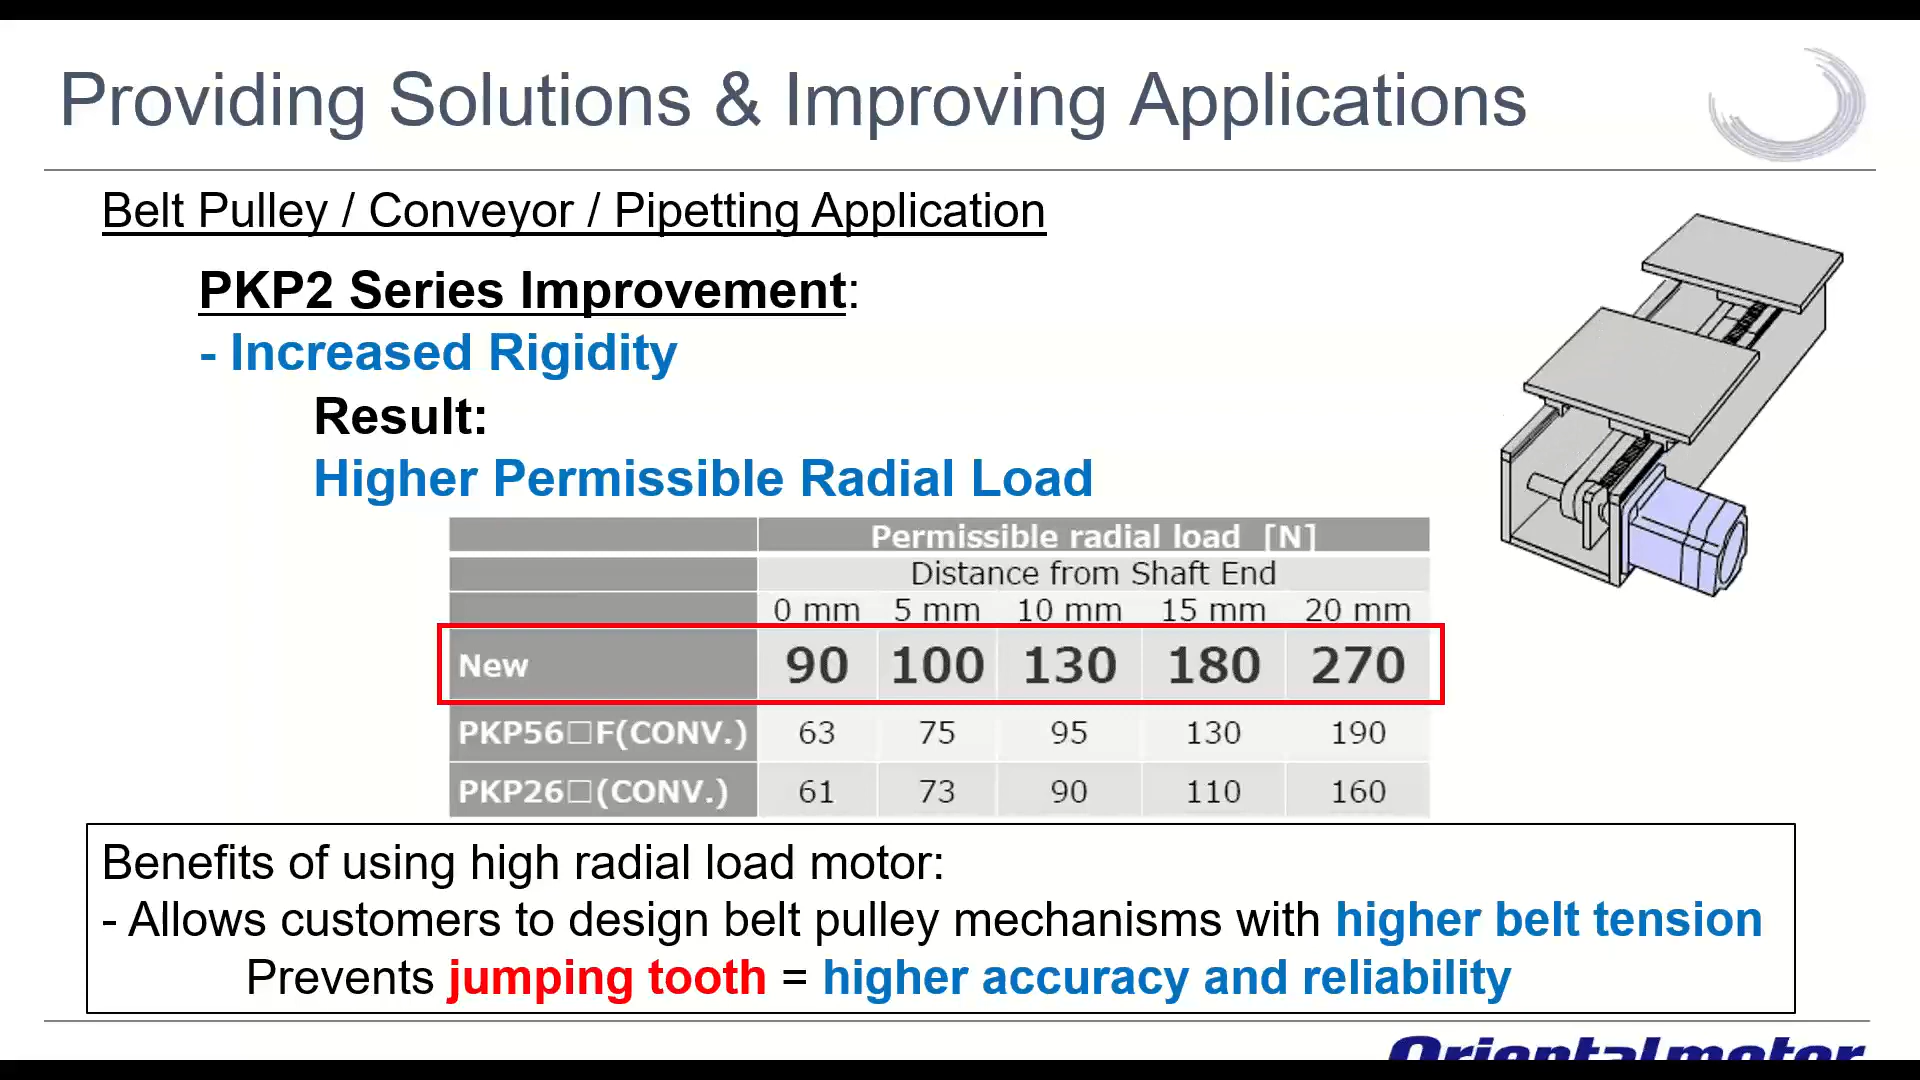 Providing Solutions & Improving Applications
Belt Pulley / Conveyor / Pipetting Application
PKP2 Series Improvement:
- Increased Rigidity
Result:
Higher Permissible Radial Load
Permissible radial load [N]
Distance from Shaft End
0 mm 5 mm 10 mm 15 mm 20 mm
New 90 100 130 180 270
PKP56□F(CONV.) 63 75 95 130 190
PKP26□(CONV.) 61 73 90 110 160
Benefits of using high radial load motor:
- Allows customers to design belt pulley mechanisms with higher belt tension
Prevents jumping tooth = higher accuracy and reliability
Orientalmotor